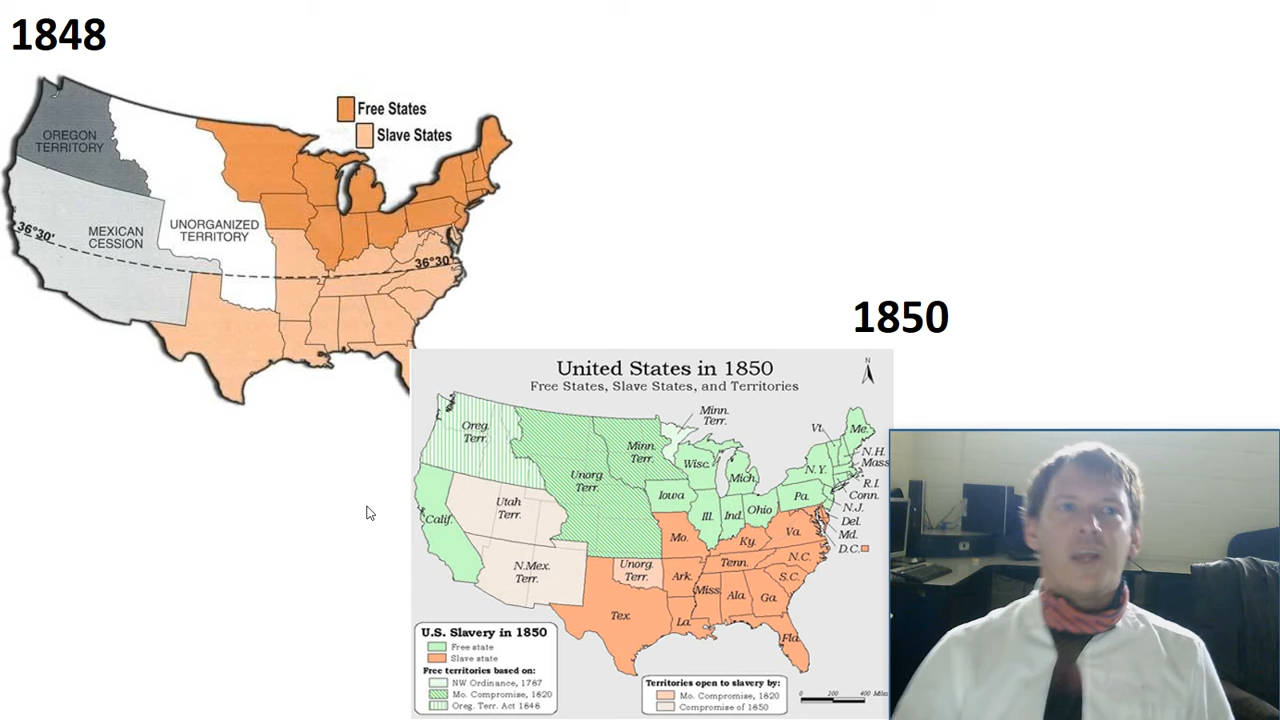 1848
Free States
Slave States
OREGON
TERRITORY
UNORGANIZED
TERRITORY
MEXICAN
CESSION
36°30'
36°30'
1850
United States in 1850
Free States, Slave States, and Territories
N
Minn.
Terr.
Oreg.
Terr.
Minn.
Terr.
Wisc.
Mich.
Vt.
Me.
N.H.
Mass
N.Y.
R.I.
Conn.
Unorg.
Terr.
Iowa
Ill.
Ind.
Ohio
Pa.
N.J.
Del.
Md.
D.C.
Utah
Terr.
Calif.
Mo.
Ky.
Va.
N.Mex.
Terr.
Unorg.
Terr.
Tenn.
N.C.
Ark.
S.C.
Miss.
Ala.
Ga.
Tex.
La.
Fla.
U.S. Slavery in 1850
Free state
Slave state
Free territories based on:
NW Ordinance, 1787
Mo. Compromise, 1820
Oreg. Terr. Act 1848
Territories open to slavery by:
Mo. Compromise, 1820
Compromise of 1850
0 200 400 Miles